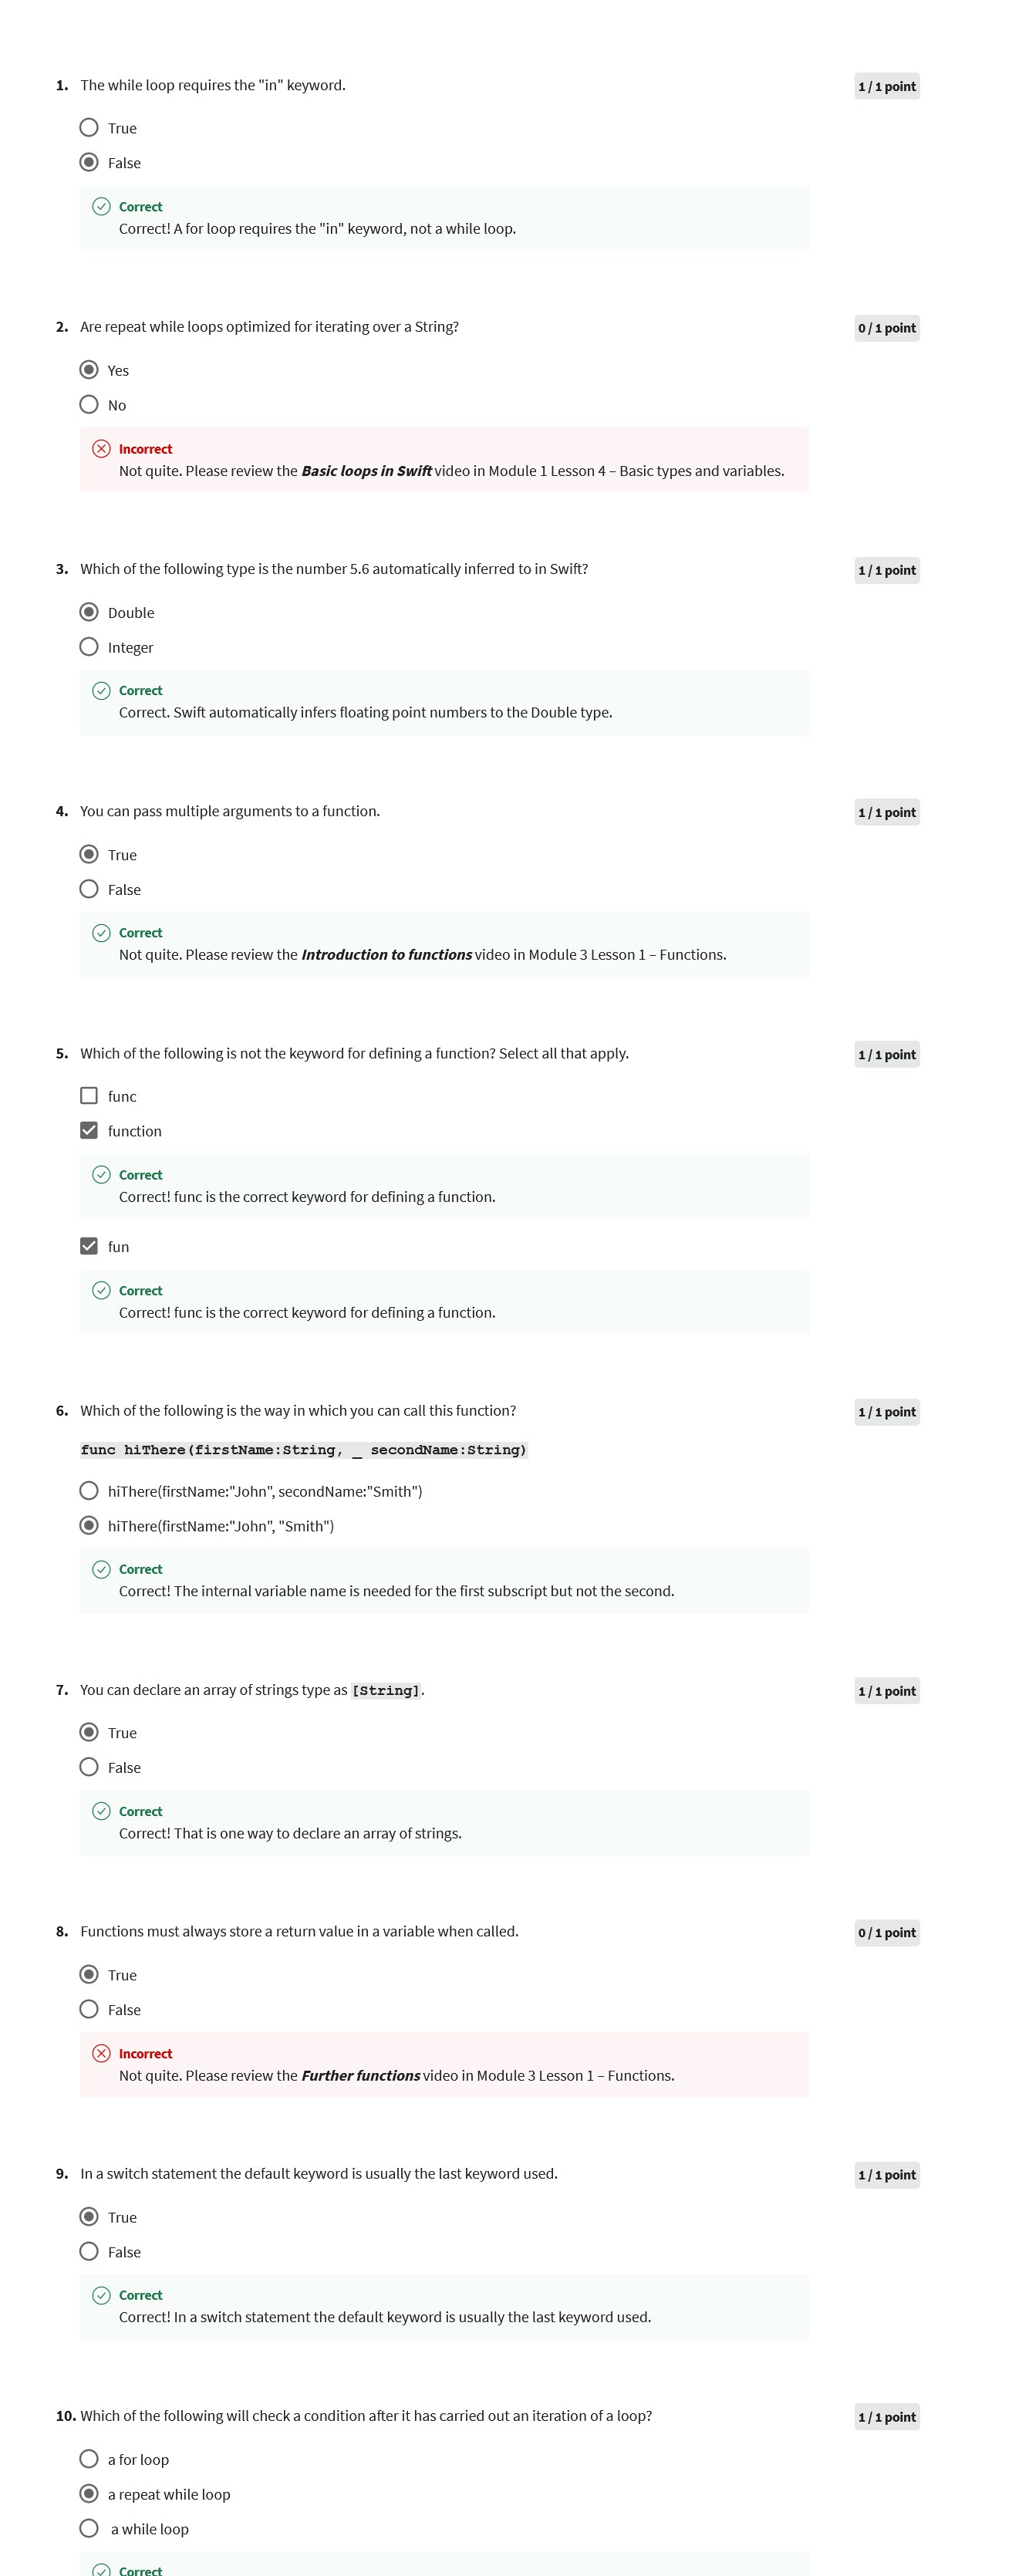 1. The while loop requires the "in" keyword. 1 / 1 point
True
False
Correct
Correct! A for loop requires the "in" keyword, not a while loop.
2. Are repeat while loops optimized for iterating over a String? 0 / 1 point
Yes
No
Incorrect
Not quite. Please review the Basic loops in Swift video in Module 1 Lesson 4 – Basic types and variables.
3. Which of the following type is the number 5.6 automatically inferred to in Swift? 1 / 1 point
Double
Integer
Correct
Correct. Swift automatically infers floating point numbers to the Double type.
4. You can pass multiple arguments to a function. 1 / 1 point
True
False
Correct
Not quite. Please review the Introduction to functions video in Module 3 Lesson 1 – Functions.
5. Which of the following is not the keyword for defining a function? Select all that apply. 1 / 1 point
func
function
Correct
Correct! func is the correct keyword for defining a function.
fun
Correct
Correct! func is the correct keyword for defining a function.
6. Which of the following is the way in which you can call this function? 1 / 1 point
func hiThere(firstName:String, _ secondName:String)
hiThere(firstName:"John", secondName:"Smith")
hiThere(firstName:"John", "Smith")
Correct
Correct! The internal variable name is needed for the first subscript but not the second.
7. You can declare an array of strings type as [String]. 1 / 1 point
True
False
Correct
Correct! That is one way to declare an array of strings.
8. Functions must always store a return value in a variable when called. 0 / 1 point
True
False
Incorrect
Not quite. Please review the Further functions video in Module 3 Lesson 1 – Functions.
9. In a switch statement the default keyword is usually the last keyword used. 1 / 1 point
True
False
Correct
Correct! In a switch statement the default keyword is usually the last keyword used.
10. Which of the following will check a condition after it has carried out an iteration of a loop? 1 / 1 point
a for loop
a repeat while loop
a while loop
Correct